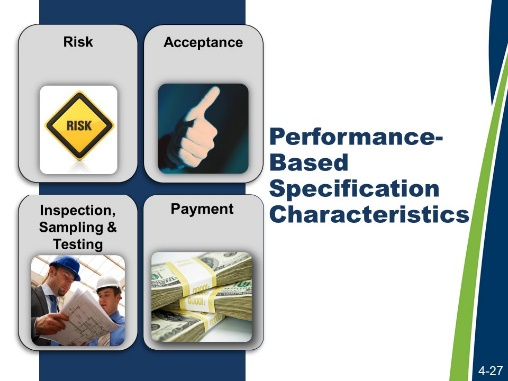 Risk
Acceptance
RISK
Performance-
Based
Specification
Characteristics
Inspection,
Sampling &
Testing
Payment
4-27